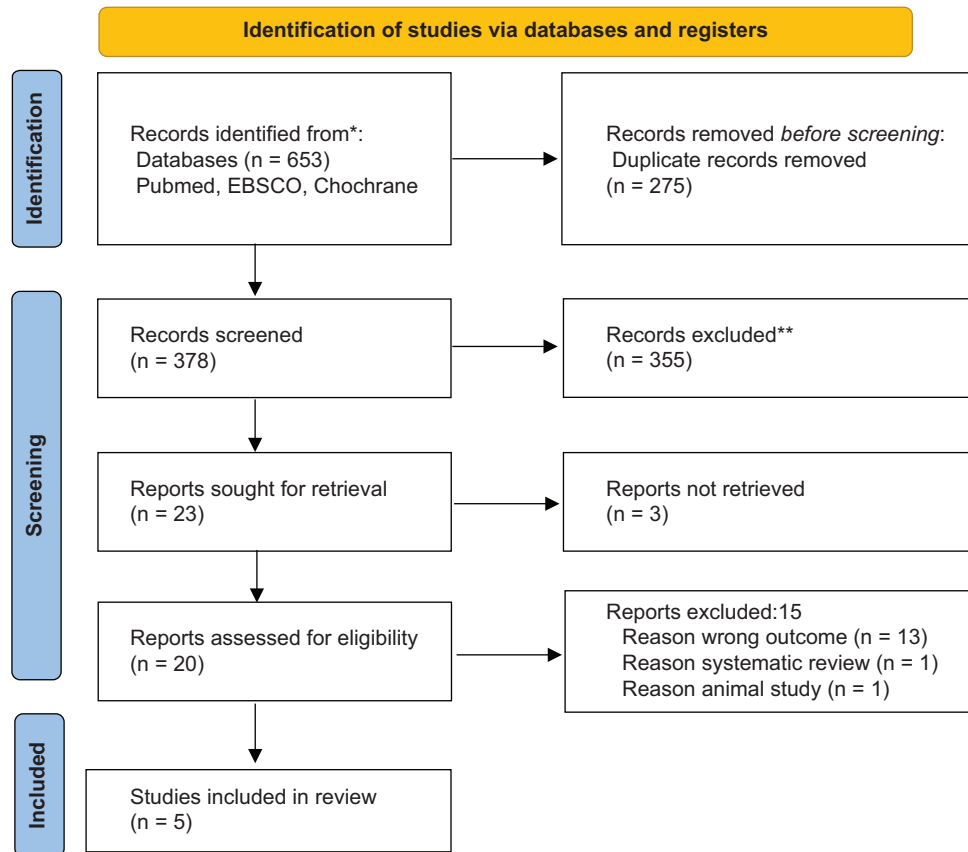 Identification of studies via databases and registers
Identification
Records identified from*:
Databases (n = 653)
Pubmed, EBSCO, Chochrane
Records removed before screening:
Duplicate records removed
(n = 275)
Screening
Records screened
(n = 378)
Records excluded**
(n = 355)
Reports sought for retrieval
(n = 23)
Reports not retrieved
(n = 3)
Reports assessed for eligibility
(n = 20)
Reports excluded:15
Reason wrong outcome (n = 13)
Reason systematic review (n = 1)
Reason animal study (n = 1)
Included
Studies included in review
(n = 5)